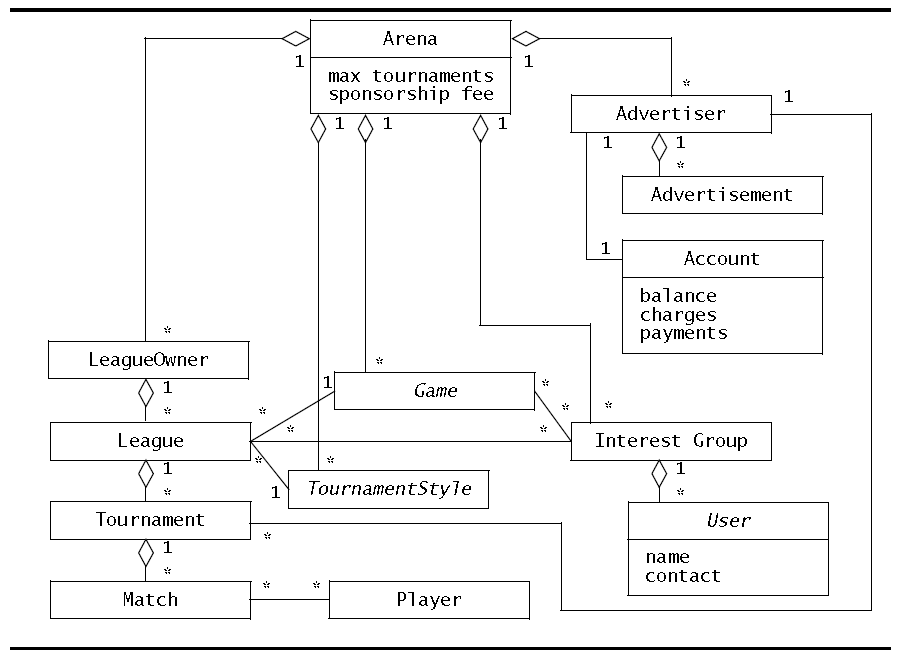 Arena
1
1
max tournaments
sponsorship fee
*
1
Advertiser
1
1
1
1
1
*
Advertisement
1
Account
balance
charges
payments
*
LeagueOwner
1
*
1
Game
*
*
*
*
*
*
*
League
Interest Group
*
*
1
TournamentStyle
1
*
1
*
Tournament
*
User
name
contact
1
*
*
*
Match
Player